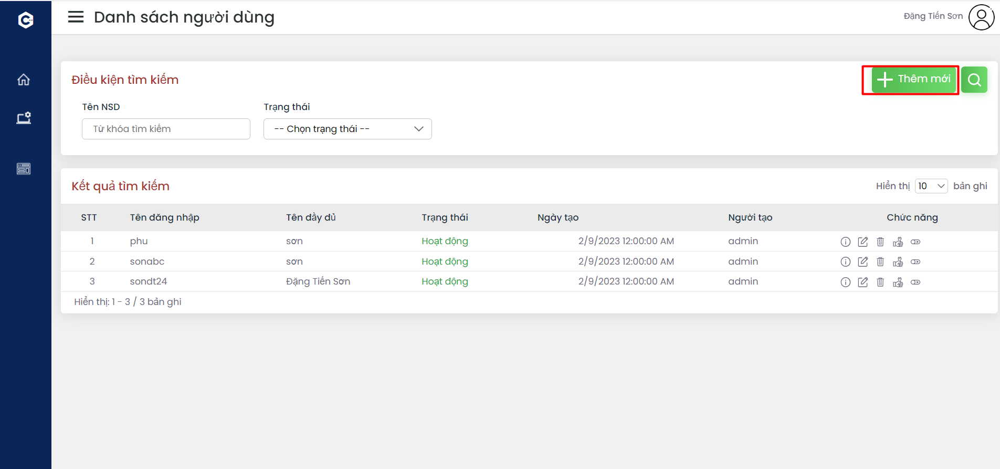 C++
Danh sách người dùng
Đặng Tiến Sơn
Điều kiện tìm kiếm
Thêm mới
Tên NSD
Trạng thái
Từ khóa tìm kiếm
-- Chọn trạng thái --
Kết quả tìm kiếm
Hiển thị 10 bản ghi
STT Tên đăng nhập Tên đầy đủ Trạng thái Ngày tạo Người tạo Chức năng
1 phu sơn Hoạt động 2/9/2023 12:00:00 AM admin
2 sonabc sơn Hoạt động 2/9/2023 12:00:00 AM admin
3 sondt24 Đặng Tiến Sơn Hoạt động 2/9/2023 12:00:00 AM admin
Hiển thị: 1 - 3 / 3 bản ghi